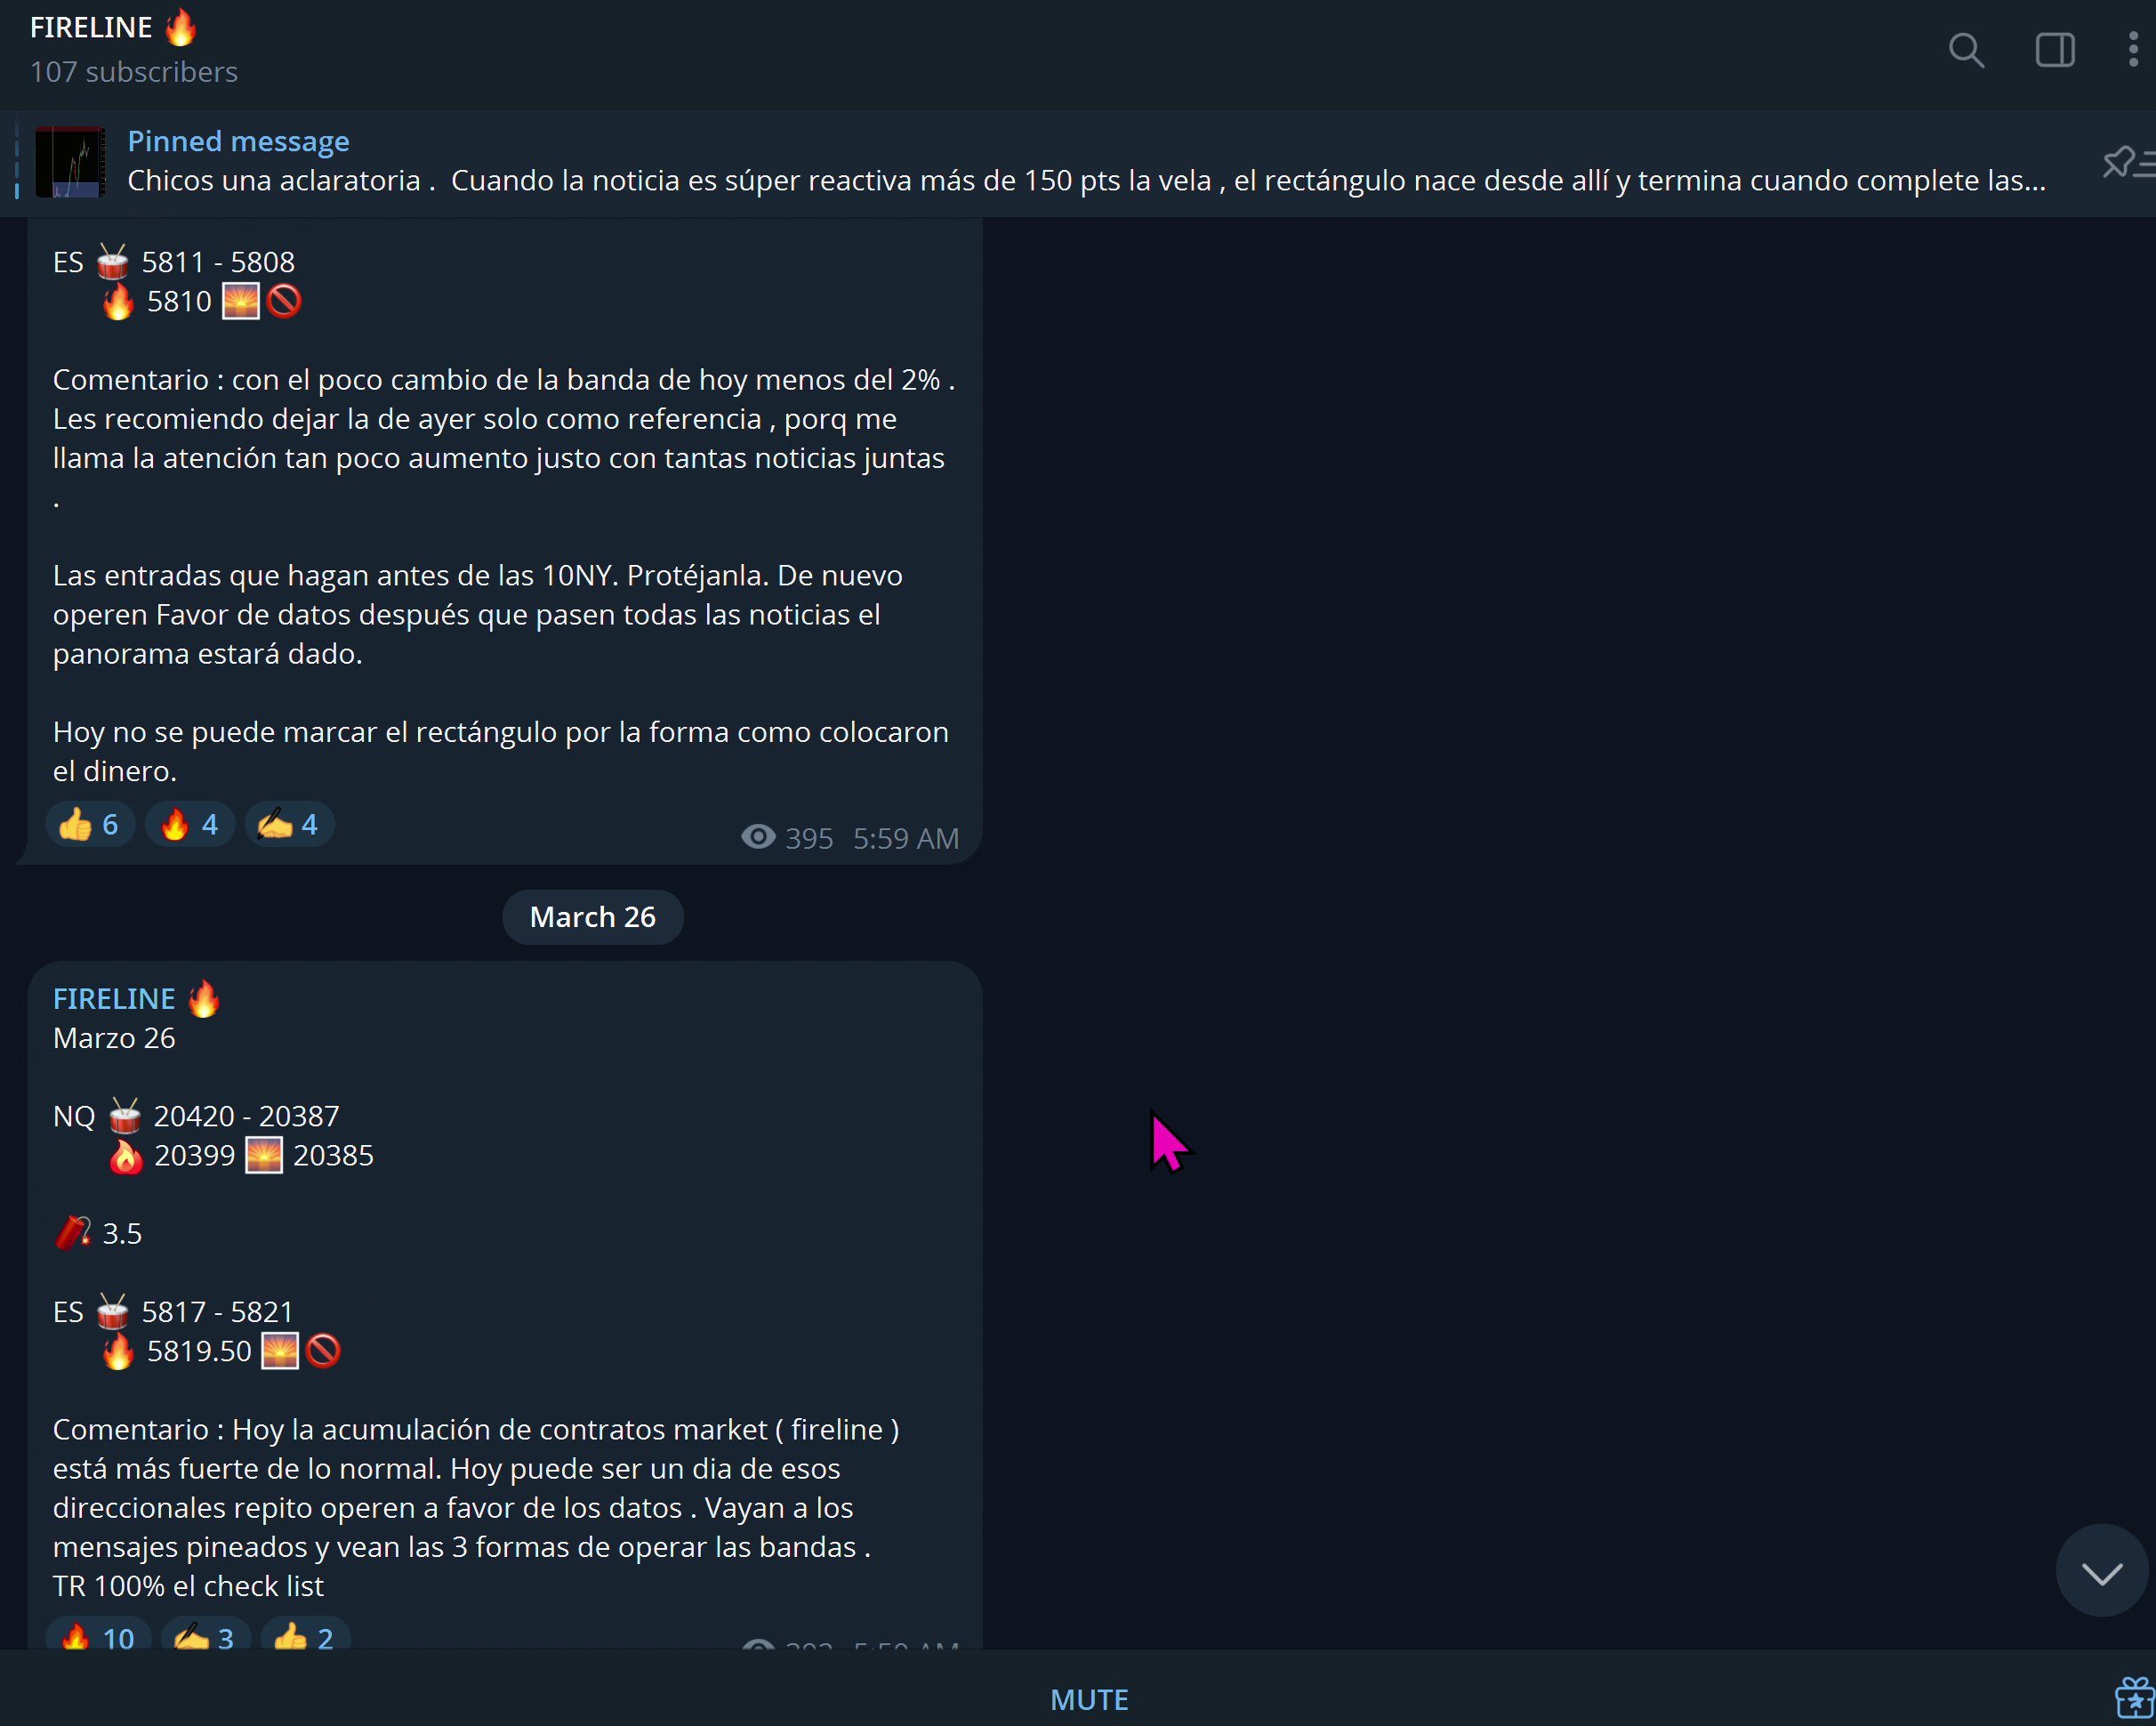 FIRELINE 🔥
107 subscribers
Pinned message
Chicos una aclaratoria . Cuando la noticia es súper reactiva más de 150 pts la vela , el rectángulo nace desde allí y termina cuando complete las...
ES 🥁 5811 - 5808
🔥 5810 🌅🚫
Comentario : con el poco cambio de la banda de hoy menos del 2% .
Les recomiendo dejar la de ayer solo como referencia , porq me
llama la atención tan poco aumento justo con tantas noticias juntas
.
Las entradas que hagan antes de las 10NY. Protéjanla. De nuevo
operen Favor de datos después que pasen todas las noticias el
panorama estará dado.
Hoy no se puede marcar el rectángulo por la forma como colocaron
el dinero.
👍 6 🔥 4 ✍️ 4
395 5:59 AM
March 26
FIRELINE 🔥
Marzo 26
NQ 🥁 20420 - 20387
🔥 20399 🌅 20385
🧨 3.5
ES 🥁 5817 - 5821
🔥 5819.50 🌅🚫
Comentario : Hoy la acumulación de contratos market ( fireline )
está más fuerte de lo normal. Hoy puede ser un dia de esos
direccionales repito operen a favor de los datos . Vayan a los
mensajes pineados y vean las 3 formas de operar las bandas .
TR 100% el check list
🔥 10 ✍️ 3 👍 2
MUTE